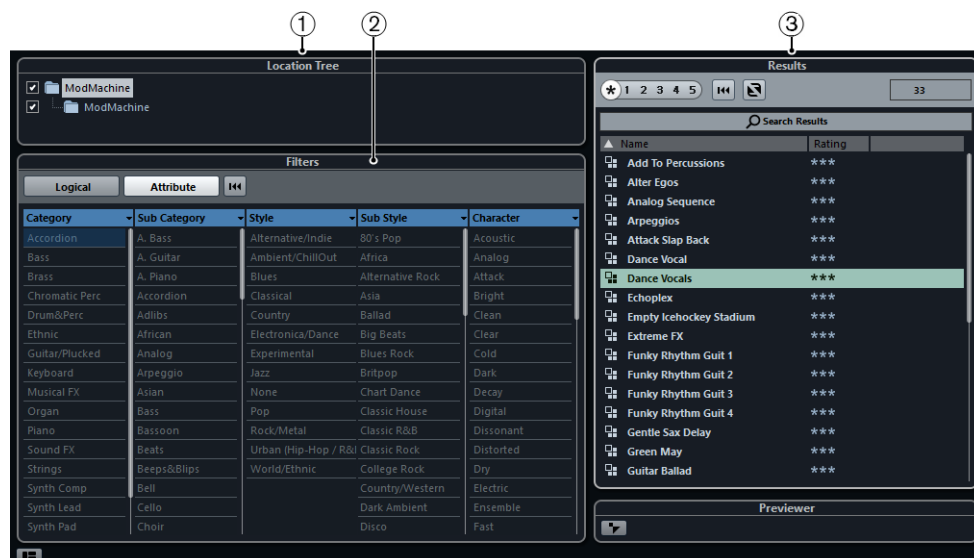 1 2 3
Location Tree
ModMachine
ModMachine
Filters
Logical Attribute
Category Sub Category Style Sub Style Character
Accordion A. Bass Alternative/Indie 80's Pop Acoustic
Bass A. Guitar Ambient/ChillOut Africa Analog
Brass A. Piano Blues Alternative Rock Attack
Chromatic Perc Accordion Classical Asia Bright
Drum&Perc Adlibs Country Ballad Clean
Ethnic African Electronica/Dance Big Beats Clear
Guitar/Plucked Analog Experimental Blues Rock Cold
Keyboard Arpeggio Jazz Britpop Dark
Musical FX Asian None Chart Dance Decay
Organ Bass Pop Classic House Digital
Piano Bassoon Rock/Metal Classic R&B Dissonant
Sound FX Beats Urban (Hip-Hop / R&I Classic Rock Distorted
Strings Beeps&Blips World/Ethnic College Rock Dry
Synth Comp Bell Country/Western Electric
Synth Lead Cello Dark Ambient Ensemble
Synth Pad Choir Disco Fast
Results
* 1 2 3 4 5 33
Search Results
Name Rating
Add To Percussions ***
Alter Egos ***
Analog Sequence ***
Arpeggios ***
Attack Slap Back ***
Dance Vocal ***
Dance Vocals ***
Echoplex ***
Empty Icehockey Stadium ***
Extreme FX ***
Funky Rhythm Guit 1 ***
Funky Rhythm Guit 2 ***
Funky Rhythm Guit 3 ***
Funky Rhythm Guit 4 ***
Gentle Sax Delay ***
Green May ***
Guitar Ballad ***
Previewer